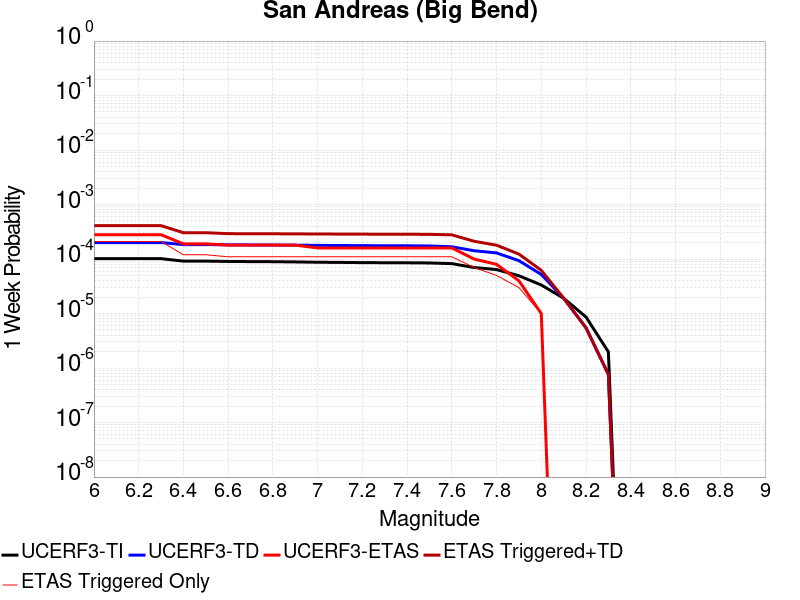 San Andreas (Big Bend)
10^0
10^-1
10^-2
10^-3
10^-4
10^-5
10^-6
10^-7
10^-8
1 Week Probability
6 6.2 6.4 6.6 6.8 7 7.2 7.4 7.6 7.8 8 8.2 8.4 8.6 8.8 9
Magnitude
UCERF3-TI UCERF3-TD UCERF3-ETAS ETAS Triggered+TD
ETAS Triggered Only